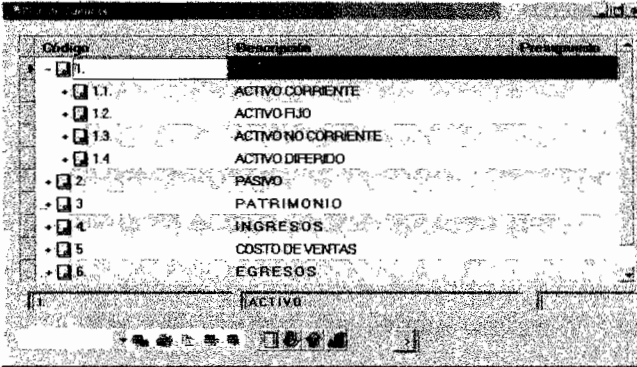 Código Descripción Presupuesto
- 1.
+ 1.1. ACTIVO CORRIENTE
+ 1.2. ACTIVO FIJO
+ 1.3. ACTIVO NO CORRIENTE
+ 1.4 ACTIVO DIFERIDO
+ 2. PASIVO
+ 3 PATRIMONIO
+ 4. INGRESOS
+ 5 COSTO DE VENTAS
+ 6. EGRESOS
1. ACTIVO